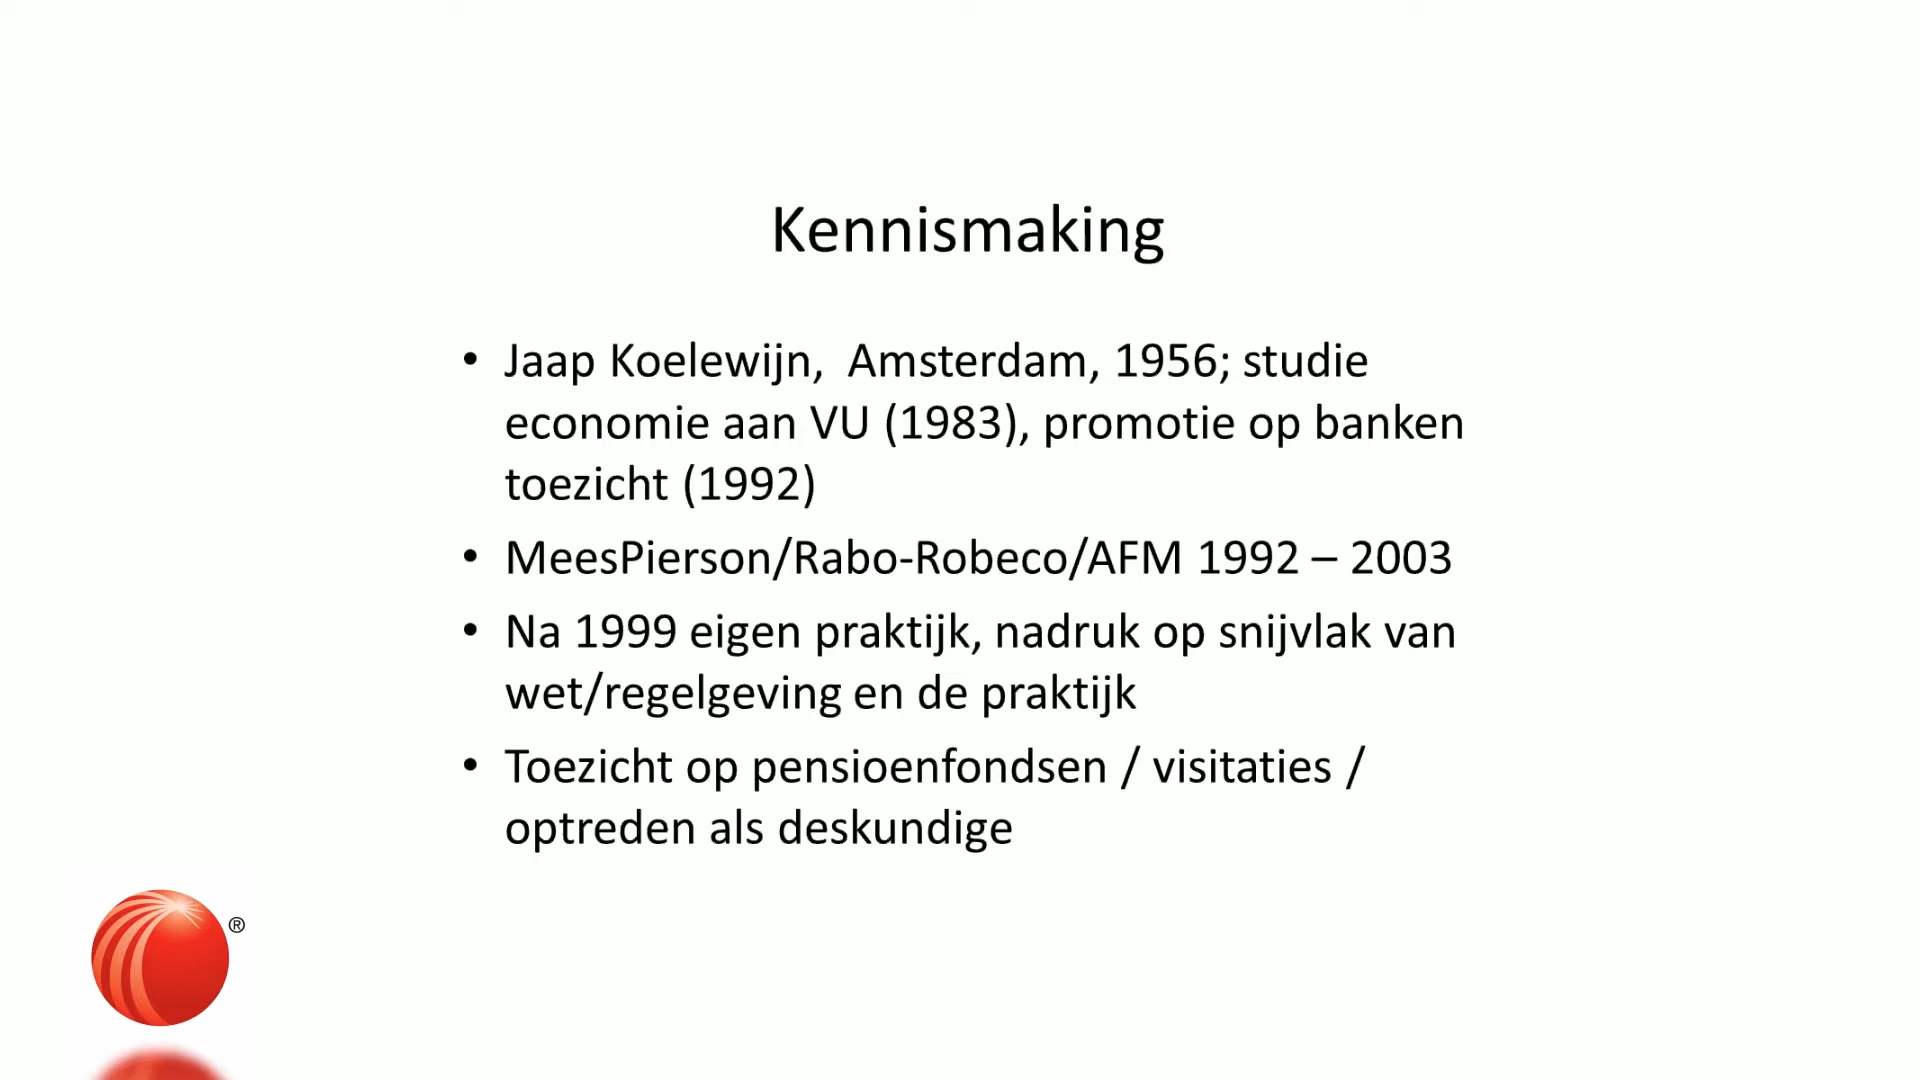 Kennismaking
• Jaap Koelewijn,  Amsterdam, 1956; studie
economie aan VU (1983), promotie op banken
toezicht (1992)
• MeesPierson/Rabo-Robeco/AFM 1992 – 2003
• Na 1999 eigen praktijk, nadruk op snijvlak van
wet/regelgeving en de praktijk
• Toezicht op pensioenfondsen / visitaties /
optreden als deskundige
®